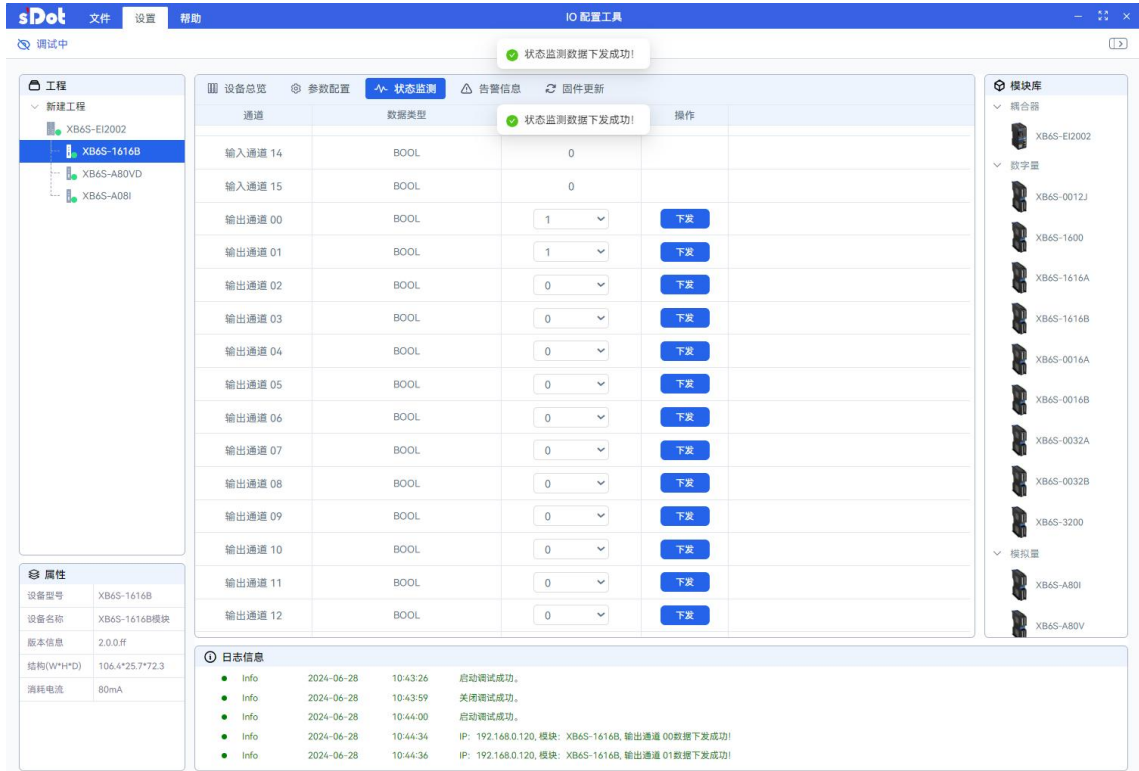 sDot 文件 设置 帮助 IO 配置工具
调试中
状态监测数据下发成功!
工程
新建工程
XB6S-EI2002
XB6S-1616B
XB6S-A80VD
XB6S-A08I
设备总览 参数配置 状态监测 告警信息 固件更新
状态监测数据下发成功!
通道 数据类型 操作
输入通道 14 BOOL 0
输入通道 15 BOOL 0
输出通道 00 BOOL 1 下发
输出通道 01 BOOL 1 下发
输出通道 02 BOOL 0 下发
输出通道 03 BOOL 0 下发
输出通道 04 BOOL 0 下发
输出通道 05 BOOL 0 下发
输出通道 06 BOOL 0 下发
输出通道 07 BOOL 0 下发
输出通道 08 BOOL 0 下发
输出通道 09 BOOL 0 下发
输出通道 10 BOOL 0 下发
输出通道 11 BOOL 0 下发
输出通道 12 BOOL 0 下发
模块库
耦合器
XB6S-EI2002
数字量
XB6S-0012J
XB6S-1600
XB6S-1616A
XB6S-1616B
XB6S-0016A
XB6S-0016B
XB6S-0032A
XB6S-0032B
XB6S-3200
模拟量
XB6S-A80I
XB6S-A80V
属性
设备型号 XB6S-1616B
设备名称 XB6S-1616B模块
版本信息 2.0.0.ff
结构(W*H*D) 106.4*25.7*72.3
消耗电流 80mA
日志信息
Info 2024-06-28 10:43:26 启动调试成功。
Info 2024-06-28 10:43:59 关闭调试成功。
Info 2024-06-28 10:44:00 启动调试成功。
Info 2024-06-28 10:44:34 IP: 192.168.0.120, 模块: XB6S-1616B, 输出通道 00数据下发成功!
Info 2024-06-28 10:44:36 IP: 192.168.0.120, 模块: XB6S-1616B, 输出通道 01数据下发成功!